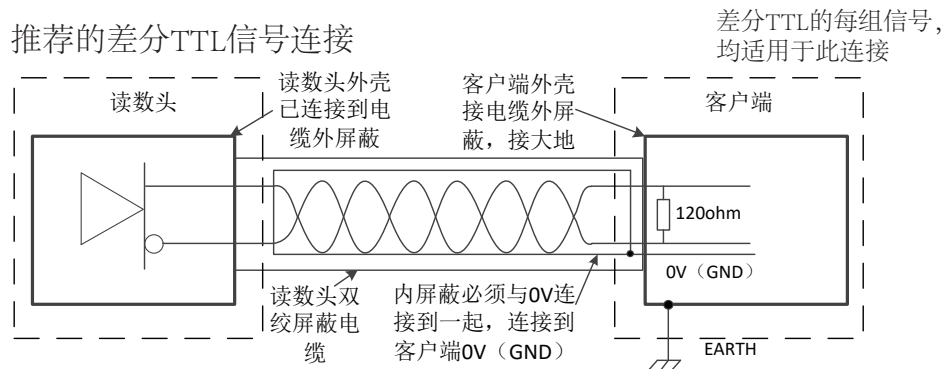 推荐的差分TTL信号连接
差分TTL的每组信号，
均适用于此连接
读数头
读数头外壳
已连接到电
缆外屏蔽
客户端外壳
接电缆外屏
蔽，接大地
客户端
120ohm
0V（GND）
读数头双
绞屏蔽电
缆
内屏蔽必须与0V连
接到一起，连接到
客户端0V（GND）
EARTH